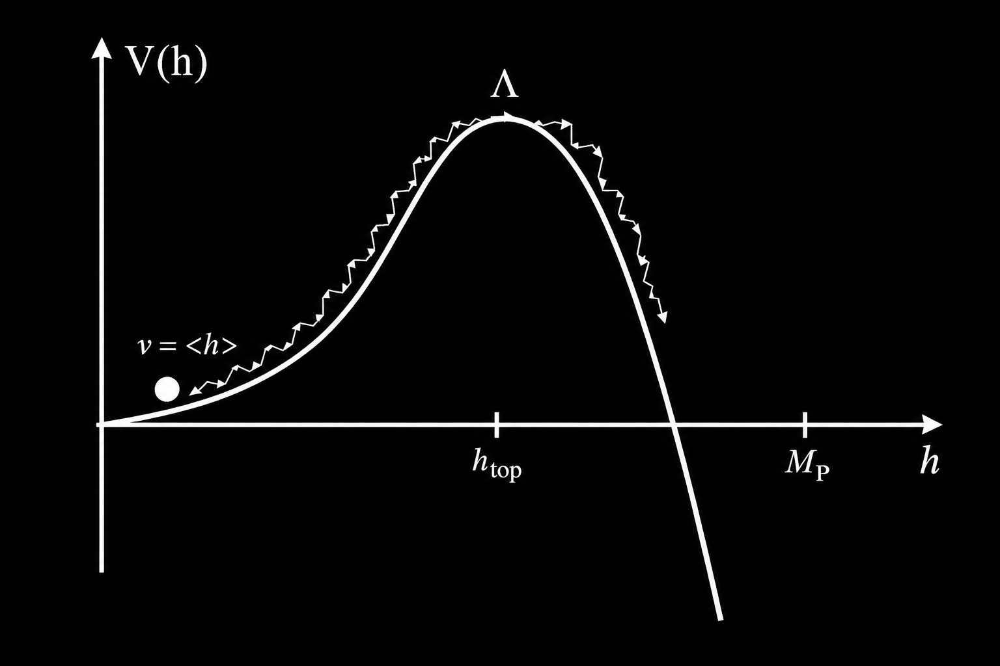 V(h)
Λ
v = <h>
h_top
M_P
h